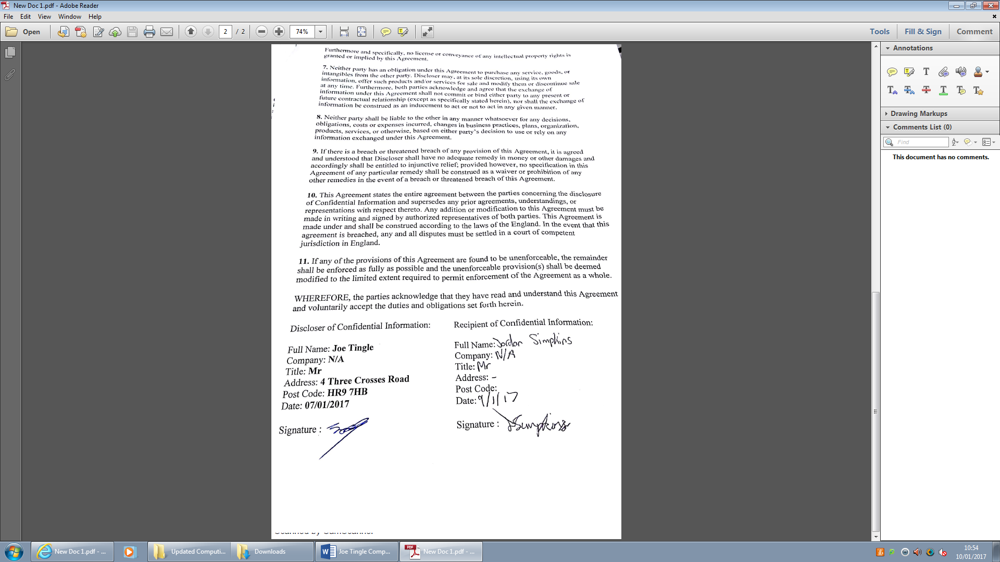 New Doc 1.pdf - Adobe Reader
File Edit View Window Help
Open 2 / 2 74% Tools Fill & Sign Comment
Annotations
Drawing Markups
Comments List (0)
Find
This document has no comments.
Furthermore and specifically, no license or conveyance of any intellectual property rights is
granted or implied by this Agreement.
7. Neither party has an obligation under this Agreement to purchase any service, goods, or
intangibles from the other party. Discloser may, at its sole discretion, using its own
information, offer such products and/or services for sale and modify them or discontinue sale
at any time. Furthermore, both parties acknowledge and agree that the exchange of
information under this Agreement shall not commit or bind either party to any present or
future contractual relationship (except as specifically stated herein), nor shall the exchange of
information be construed as an inducement to act or not to act in any given manner.
8. Neither party shall be liable to the other in any manner whatsoever for any decisions,
obligations, costs or expenses incurred, changes in business practices, plans, organization,
products, services, or otherwise, based on either party's decision to use or rely on any
information exchanged under this Agreement.
9. If there is a breach or threatened breach of any provision of this Agreement, it is agreed
and understood that Discloser shall have no adequate remedy in money or other damages and
accordingly shall be entitled to injunctive relief; provided however, no specification in this
Agreement of any particular remedy shall be construed as a waiver or prohibition of any
other remedies in the event of a breach or threatened breach of this Agreement.
10. This Agreement states the entire agreement between the parties concerning the disclosure
of Confidential Information and supersedes any prior agreements, understandings, or
representations with respect thereto. Any addition or modification to this Agreement must be
made in writing and signed by authorized representatives of both parties. This Agreement is
made under and shall be construed according to the laws of the England. In the event that this
agreement is breached, any and all disputes must be settled in a court of competent
jurisdiction in England.
11. If any of the provisions of this Agreement are found to be unenforceable, the remainder
shall be enforced as fully as possible and the unenforceable provision(s) shall be deemed
modified to the limited extent required to permit enforcement of the Agreement as a whole.
WHEREFORE, the parties acknowledge that they have read and understand this Agreement
and voluntarily accept the duties and obligations set forth herein.
Discloser of Confidential Information:
Full Name: Joe Tingle
Company: N/A
Title: Mr
Address: 4 Three Crosses Road
Post Code: HR9 7HB
Date: 07/01/2017
Signature :
Recipient of Confidential Information:
Full Name: Jordan Simpkins
Company: N/A
Title: Mr
Address: -
Post Code:
Date: 9/1/17
Signature : JSimpkins
Scanned by CamScanner
New Doc 1.pdf - ... Updated Computi... Downloads Joe Tingle Comp... New Doc 1.pdf - ...
10:54
10/01/2017